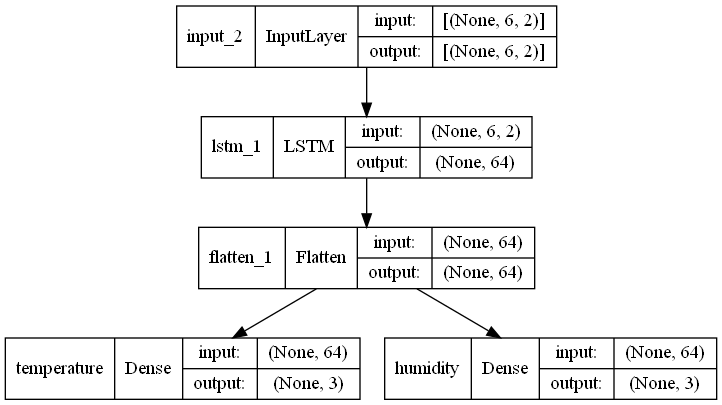 input_2 InputLayer input: [(None, 6, 2)]
output: [(None, 6, 2)]
lstm_1 LSTM input: (None, 6, 2)
output: (None, 64)
flatten_1 Flatten input: (None, 64)
output: (None, 64)
temperature Dense input: (None, 64)
output: (None, 3)
humidity Dense input: (None, 64)
output: (None, 3)